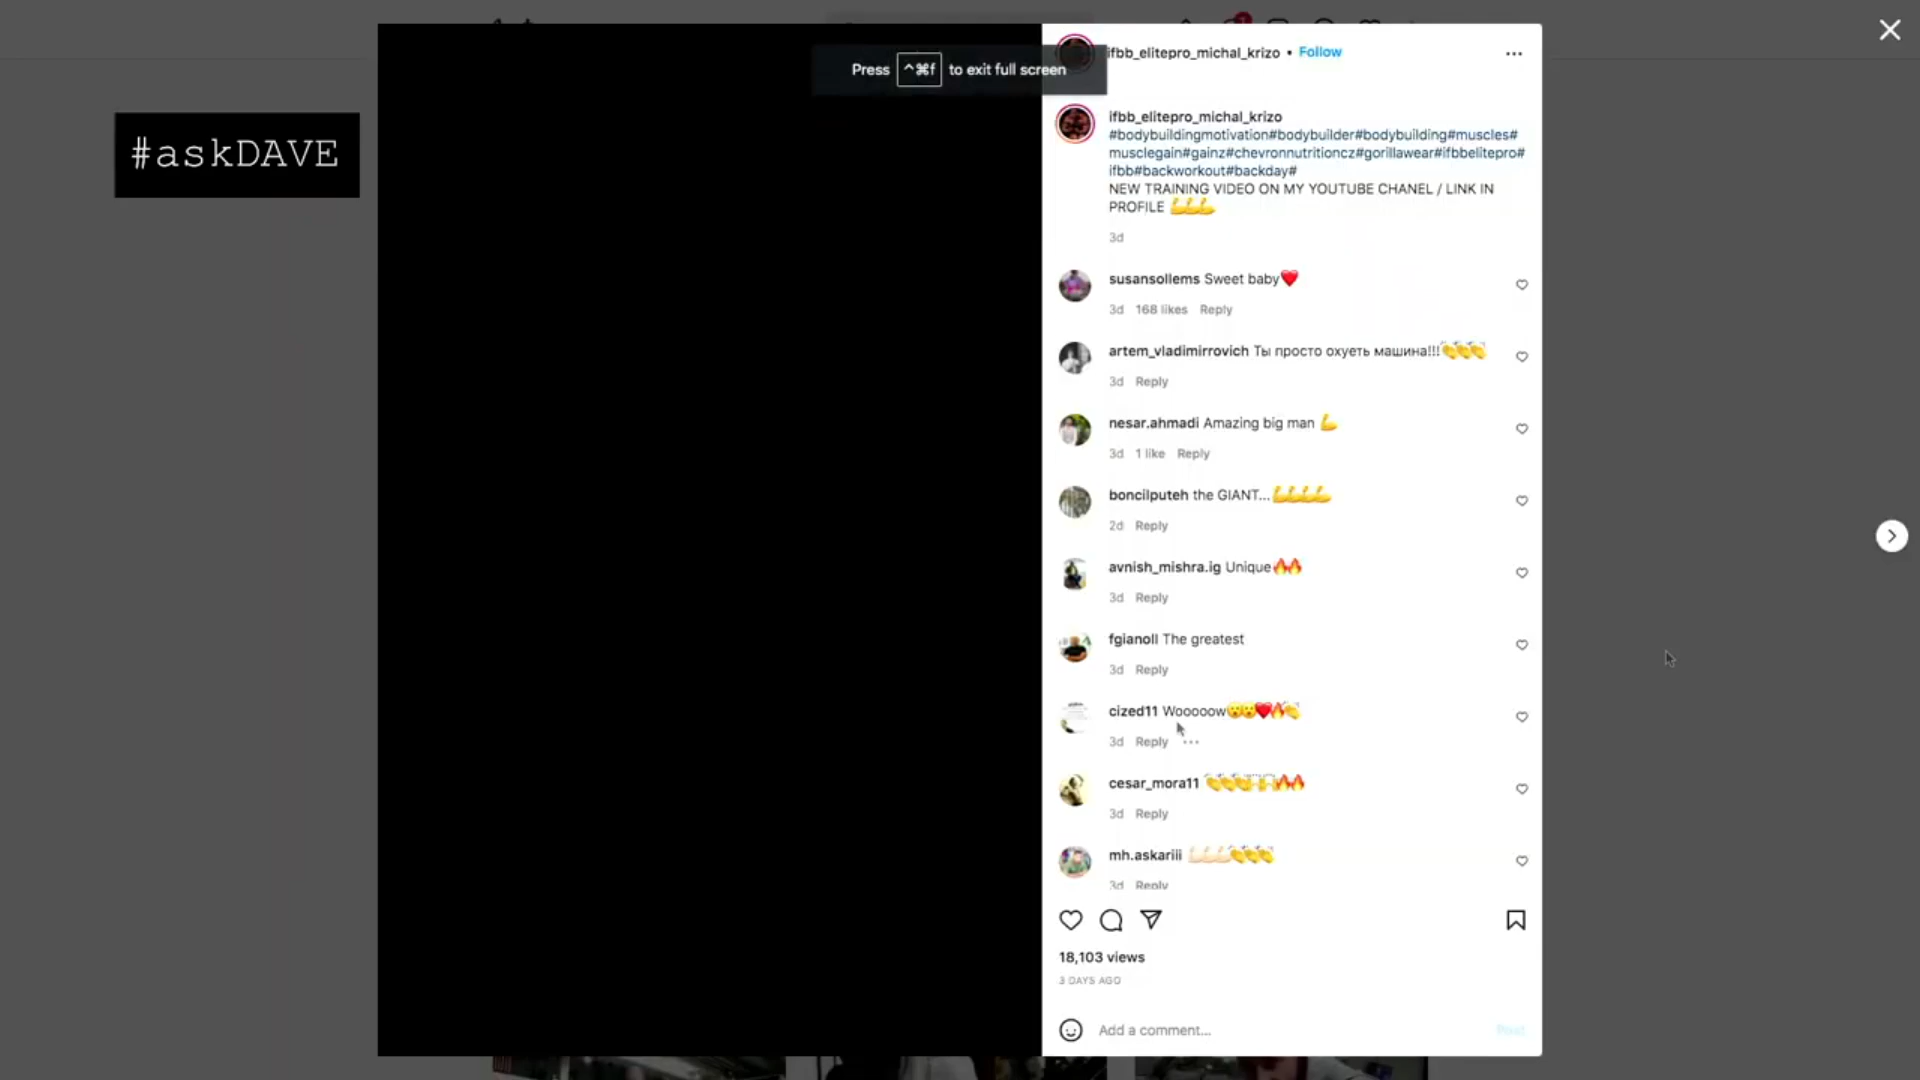 Press ^⌘f to exit full screen
#askDAVE
ifbb_elitepro_michal_krizo • Follow
ifbb_elitepro_michal_krizo
#bodybuildingmotivation#bodybuilder#bodybuilding#muscles#
musclegain#gainz#chevronnutritioncz#gorillawear#ifbbelitepro#
ifbb#backworkout#backday#
NEW TRAINING VIDEO ON MY YOUTUBE CHANEL / LINK IN
PROFILE 💪💪💪
3d
susansollems Sweet baby❤️
3d 168 likes Reply
artem_vladimirrovich Ты просто охуеть машина!!!👏👏👏
3d Reply
nesar.ahmadi Amazing big man 💪
3d 1 like Reply
boncilputeh the GIANT...💪💪💪💪
2d Reply
avnish_mishra.ig Unique🔥🔥
3d Reply
fgianoll The greatest
3d Reply
cized11 Wooooow😮😮❤️🔥👏
3d Reply ...
cesar_mora11 👏👏👏🙌🙌🔥🔥
3d Reply
mh.askariii 💪🏻💪🏻💪🏻👏👏👏
3d Reply
18,103 views
3 DAYS AGO
Add a comment...
Post